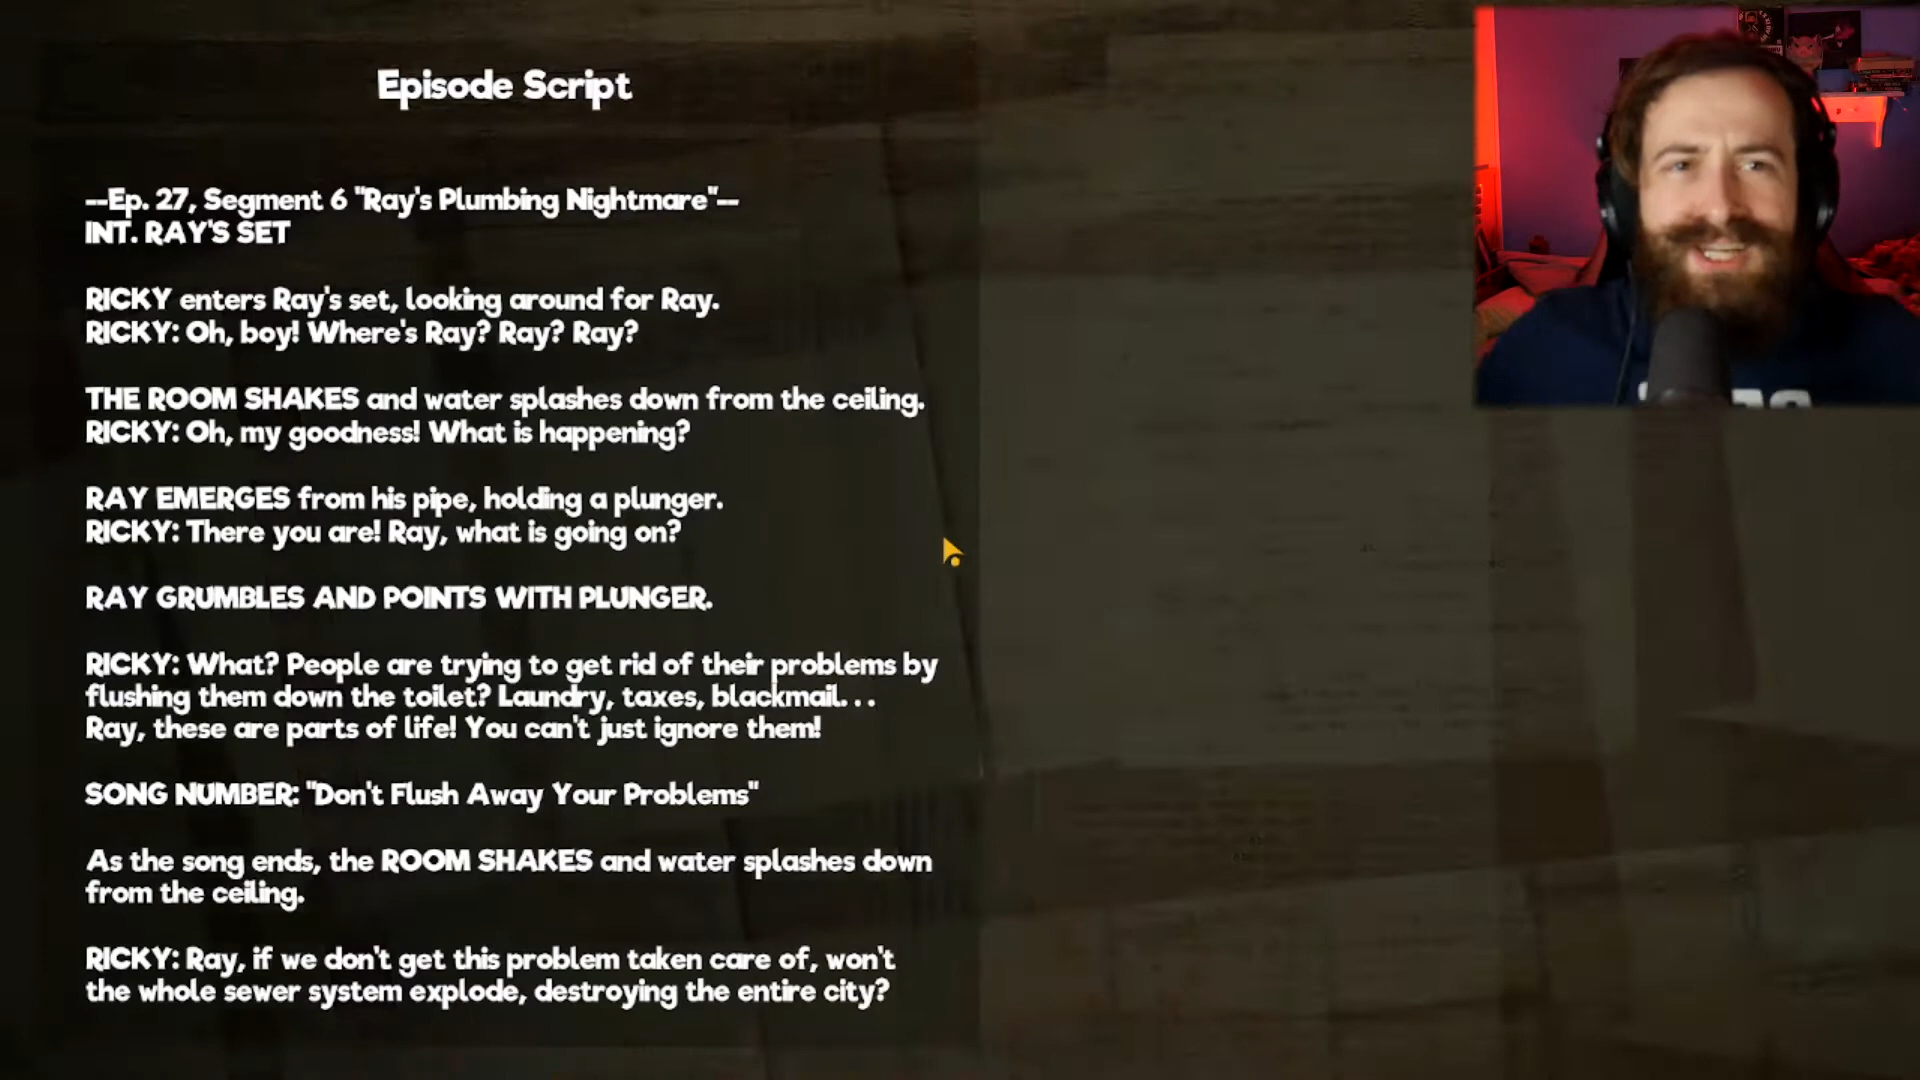 Episode Script
--Ep. 27, Segment 6 "Ray's Plumbing Nightmare"--
INT. RAY'S SET
RICKY enters Ray's set, looking around for Ray.
RICKY: Oh, boy! Where's Ray? Ray? Ray?
THE ROOM SHAKES and water splashes down from the ceiling.
RICKY: Oh, my goodness! What is happening?
RAY EMERGES from his pipe, holding a plunger.
RICKY: There you are! Ray, what is going on?
RAY GRUMBLES AND POINTS WITH PLUNGER.
RICKY: What? People are trying to get rid of their problems by
flushing them down the toilet? Laundry, taxes, blackmail. . .
Ray, these are parts of life! You can't just ignore them!
SONG NUMBER: "Don't Flush Away Your Problems"
As the song ends, the ROOM SHAKES and water splashes down
from the ceiling.
RICKY: Ray, if we don't get this problem taken care of, won't
the whole sewer system explode, destroying the entire city?